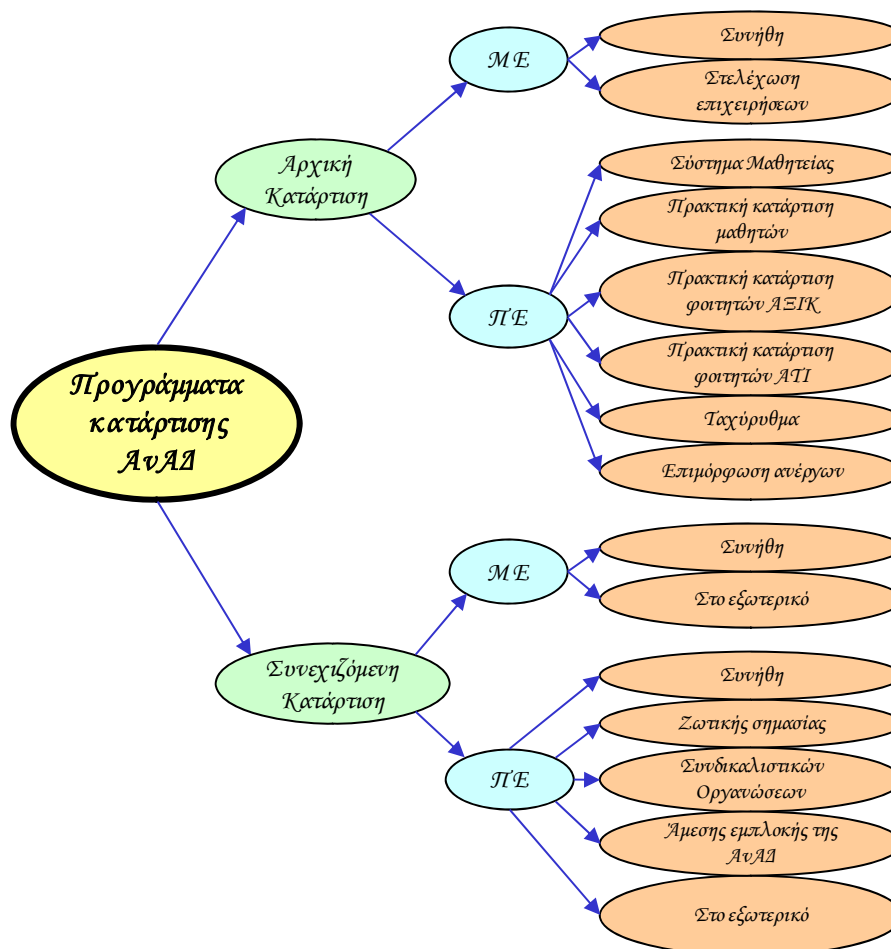 Προγράμματα
κατάρτισης
ΑνΑΔ
Αρχική
Κατάρτιση
ΜΕ
Συνήθη
Στελέχωση
επιχειρήσεων
ΠΕ
Σύστημα Μαθητείας
Πρακτική κατάρτιση
μαθητών
Πρακτική κατάρτιση
φοιτητών ΑΞΙΚ
Πρακτική κατάρτιση
φοιτητών ΑΤΙ
Ταχύρυθμα
Επιμόρφωση ανέργων
Συνεχιζόμενη
Κατάρτιση
ΜΕ
Συνήθη
Στο εξωτερικό
ΠΕ
Συνήθη
Ζωτικής σημασίας
Συνδικαλιστικών
Οργανώσεων
Άμεσης εμπλοκής της
ΑνΑΔ
Στο εξωτερικό